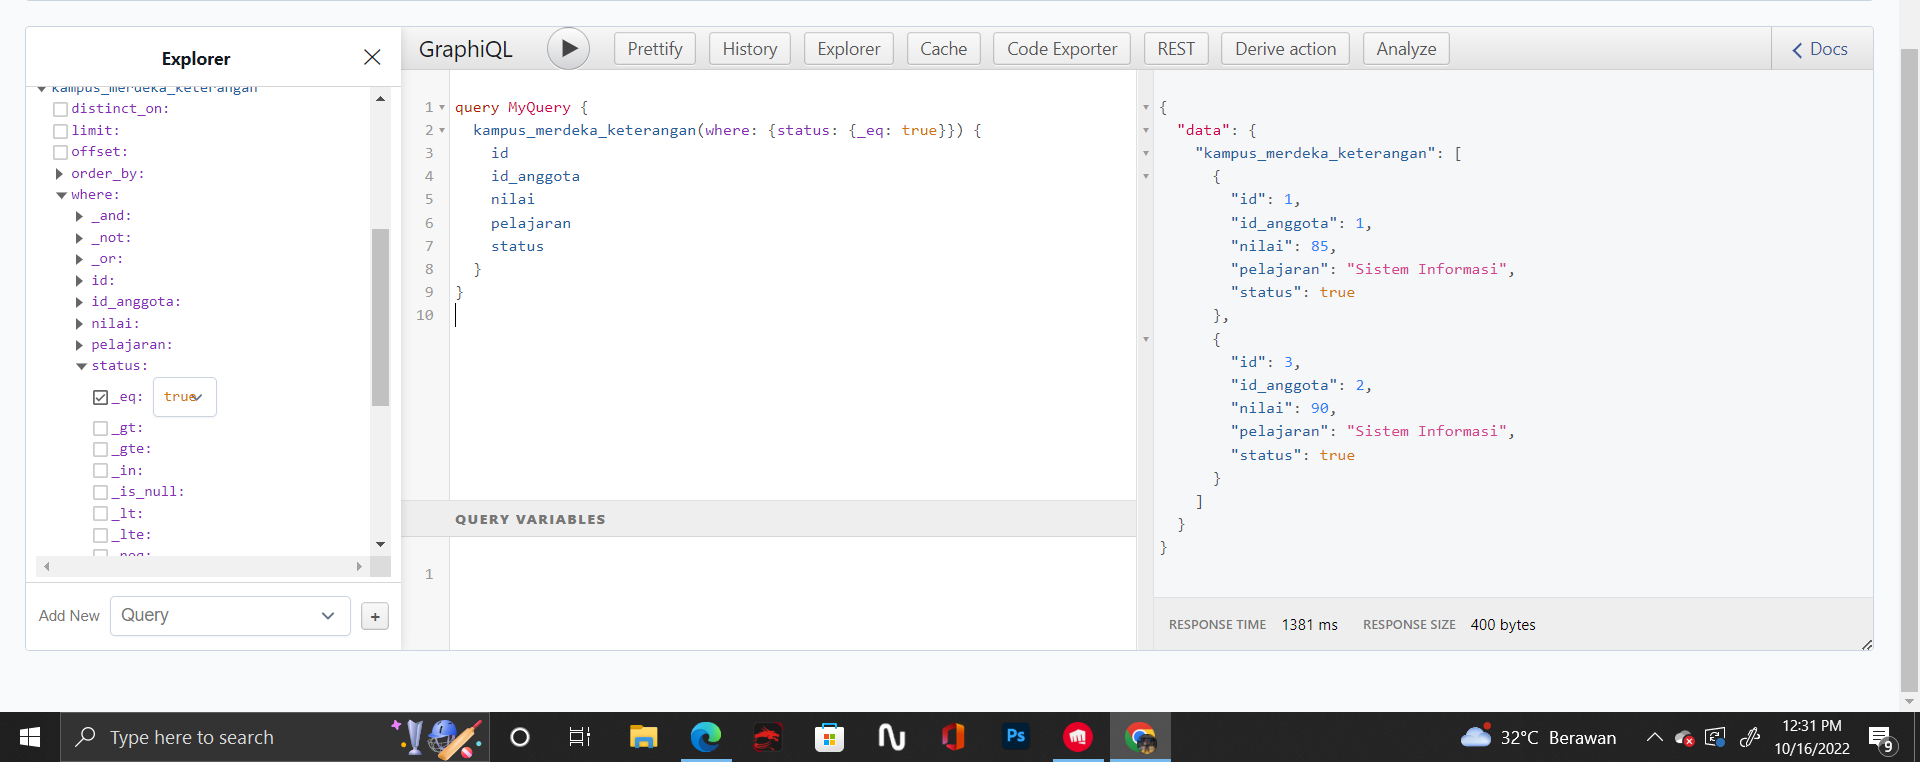 Explorer
kampus_merdeka_keterangan
distinct_on:
limit:
offset:
order_by:
where:
_and:
_not:
_or:
id:
id_anggota:
nilai:
pelajaran:
status:
_eq: true
_gt:
_gte:
_in:
_is_null:
_lt:
_lte:
_neq:
Add New Query +
GraphiQL Prettify History Explorer Cache Code Exporter REST Derive action Analyze Docs
1 query MyQuery {
2 kampus_merdeka_keterangan(where: {status: {_eq: true}}) {
3 id
4 id_anggota
5 nilai
6 pelajaran
7 status
8 }
9 }
10
QUERY VARIABLES
1
{
"data": {
"kampus_merdeka_keterangan": [
{
"id": 1,
"id_anggota": 1,
"nilai": 85,
"pelajaran": "Sistem Informasi",
"status": true
},
{
"id": 3,
"id_anggota": 2,
"nilai": 90,
"pelajaran": "Sistem Informasi",
"status": true
}
]
}
}
RESPONSE TIME 1381 ms RESPONSE SIZE 400 bytes
Type here to search
Ps
32°C Berawan
12:31 PM
10/16/2022
9